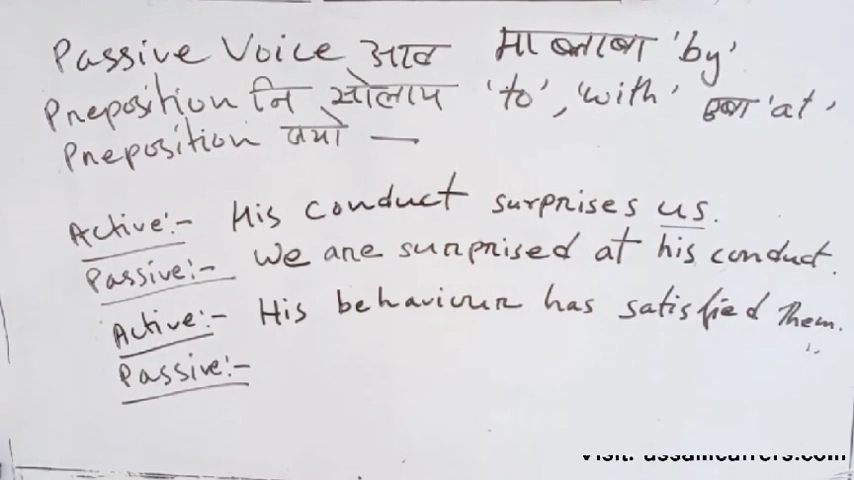 Passive Voice आव माब्लाबा 'by'
Preposition नि सोलाय 'to', 'with' एबा 'at'
Preposition जायो —
Active:- His conduct surprises us.
Passive:- We are surprised at his conduct.
Active:- His behaviour has satisfied them.
Passive:-